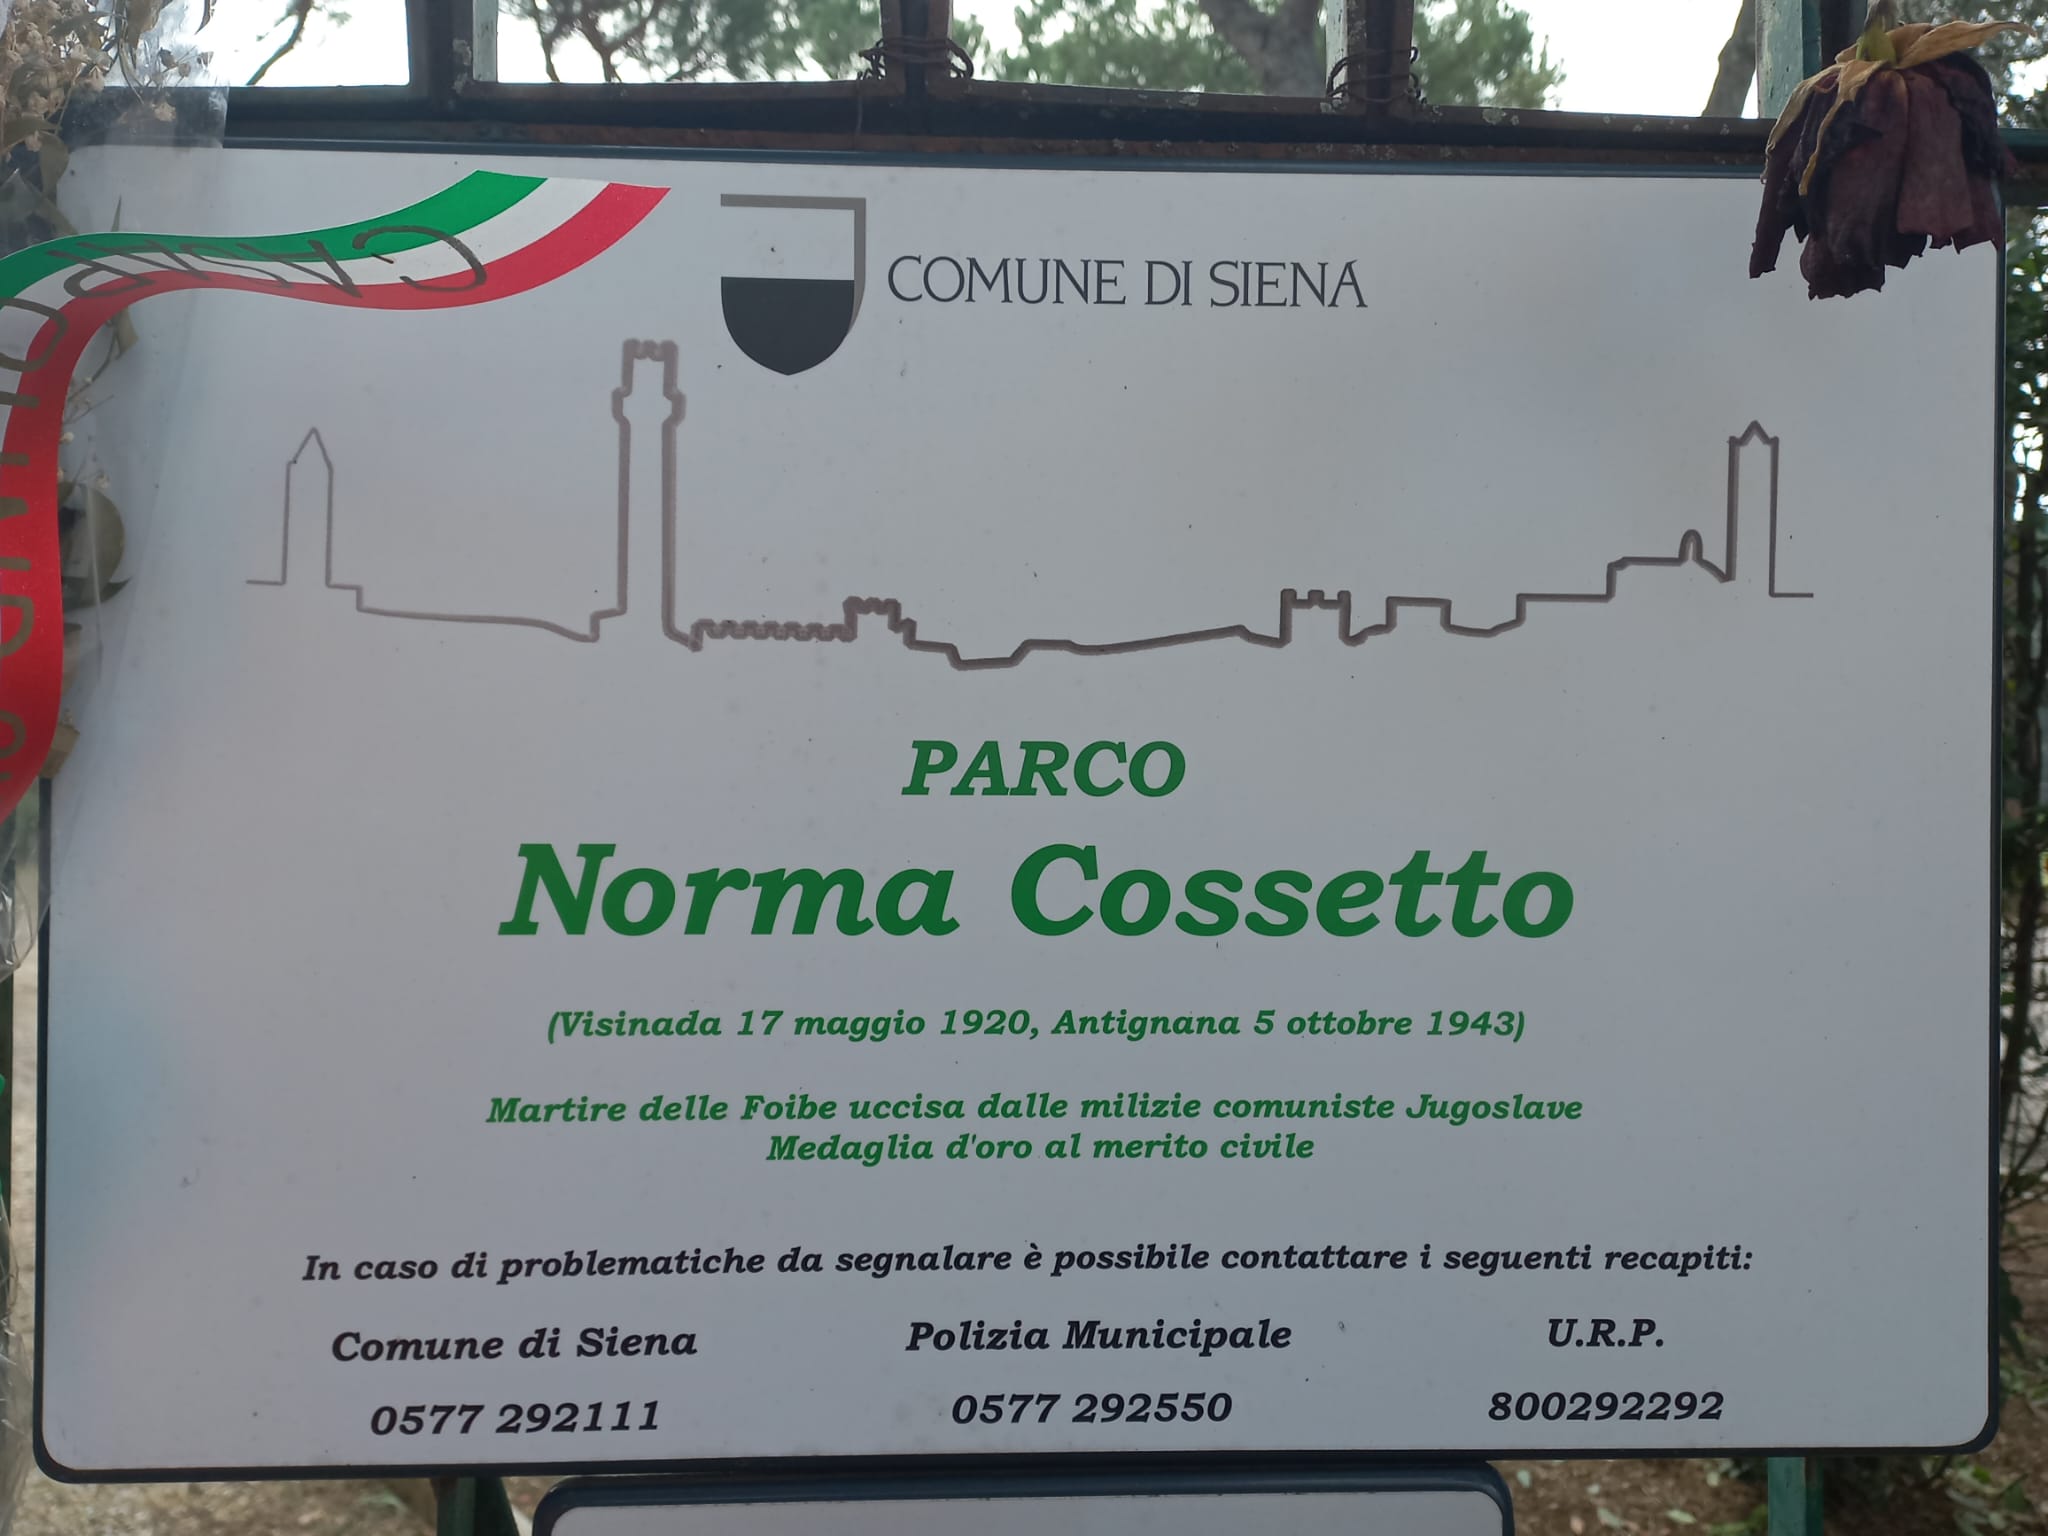 COMUNE DI SIENA
PARCO
Norma Cossetto
(Visinada 17 maggio 1920, Antignana 5 ottobre 1943)
Martire delle Foibe uccisa dalle milizie comuniste Jugoslave
Medaglia d'oro al merito civile
In caso di problematiche da segnalare è possibile contattare i seguenti recapiti:
Comune di Siena
0577 292111
Polizia Municipale
0577 292550
U.R.P.
800292292